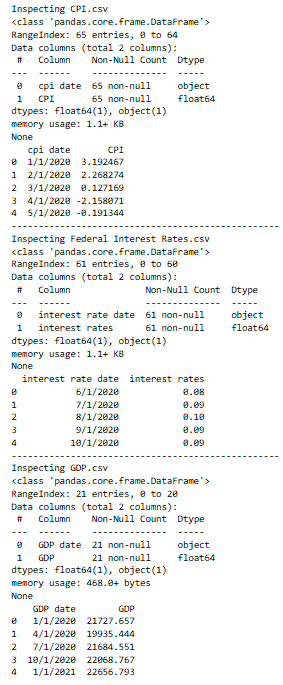 Inspecting CPI.csv
<class 'pandas.core.frame.DataFrame'>
RangeIndex: 65 entries, 0 to 64
Data columns (total 2 columns):
 #   Column    Non-Null Count  Dtype
---  ------    --------------  -----
 0   cpi date  65 non-null     object
 1   CPI       65 non-null     float64
dtypes: float64(1), object(1)
memory usage: 1.1+ KB
None
   cpi date       CPI
0  1/1/2020  3.192467
1  2/1/2020  2.268274
2  3/1/2020  0.127169
3  4/1/2020 -2.158071
4  5/1/2020 -0.191344
--------------------------------------------------
Inspecting Federal Interest Rates.csv
<class 'pandas.core.frame.DataFrame'>
RangeIndex: 61 entries, 0 to 60
Data columns (total 2 columns):
 #   Column              Non-Null Count  Dtype
---  ------              --------------  -----
 0   interest rate date  61 non-null     object
 1   interest rates      61 non-null     float64
dtypes: float64(1), object(1)
memory usage: 1.1+ KB
None
  interest rate date  interest rates
0           6/1/2020            0.08
1           7/1/2020            0.09
2           8/1/2020            0.10
3           9/1/2020            0.09
4          10/1/2020            0.09
--------------------------------------------------
Inspecting GDP.csv
<class 'pandas.core.frame.DataFrame'>
RangeIndex: 21 entries, 0 to 20
Data columns (total 2 columns):
 #   Column    Non-Null Count  Dtype
---  ------    --------------  -----
 0   GDP date  21 non-null     object
 1   GDP       21 non-null     float64
dtypes: float64(1), object(1)
memory usage: 468.0+ bytes
None
    GDP date        GDP
0   1/1/2020  21727.657
1   4/1/2020  19935.444
2   7/1/2020  21684.551
3  10/1/2020  22068.767
4   1/1/2021  22656.793